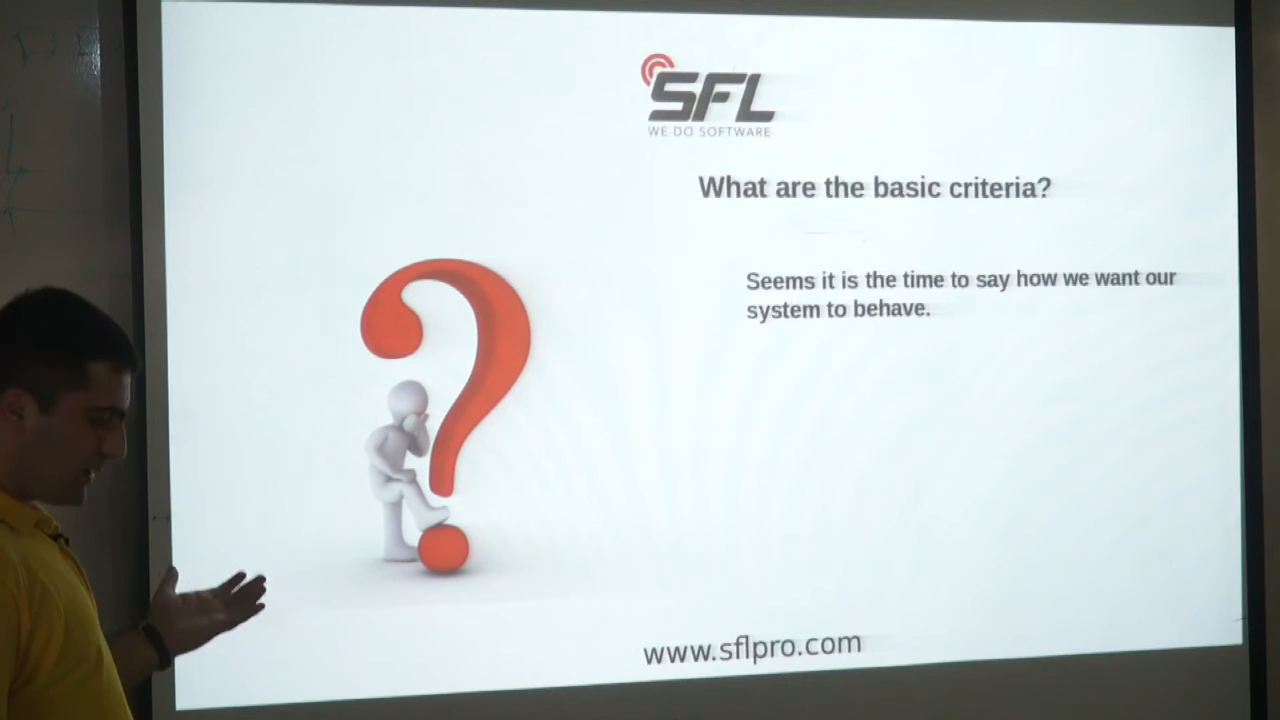 SFL
WE DO SOFTWARE
What are the basic criteria?
Seems it is the time to say how we want our
system to behave.
www.sflpro.com